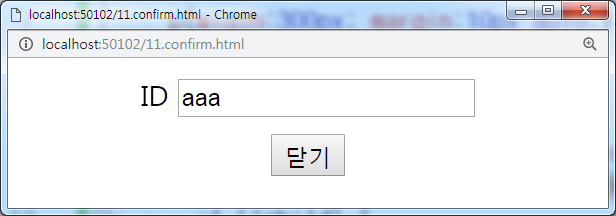 localhost:50102/11.confirm.html - Chrome
localhost:50102/11.confirm.html
ID aaa
닫기